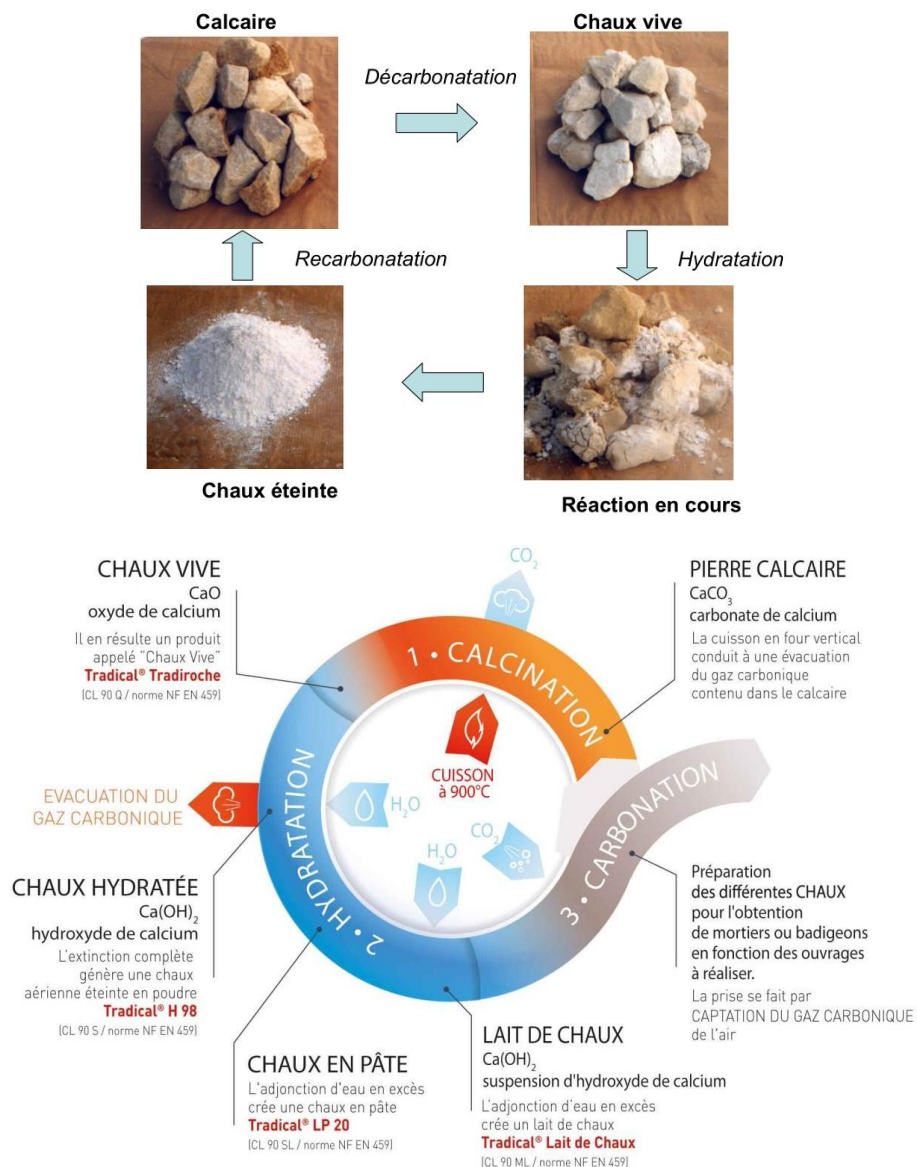 Calcaire
Chaux vive
Décarbonatation
Recarbonatation
Hydratation
Chaux éteinte
Réaction en cours
CHAUX VIVE
CaO
oxyde de calcium
Il en résulte un produit
appelé "Chaux Vive"
Tradical® Tradiroche
(CL 90 Q / norme NF EN 459)
CO2
PIERRE CALCAIRE
CaCO3
carbonate de calcium
La cuisson en four vertical
conduit à une évacuation
du gaz carbonique
contenu dans le calcaire
1 • CALCINATION
CUISSON
à 900°C
EVACUATION DU
GAZ CARBONIQUE
H2O
H2O
CO2
2 • HYDRATATION
3 • CARBONATION
CHAUX HYDRATÉE
Ca(OH)2
hydroxyde de calcium
L'extinction complète
génère une chaux
aérienne éteinte en poudre
Tradical® H 98
(CL 90 S / norme NF EN 459)
Préparation
des différentes CHAUX
pour l'obtention
de mortiers ou badigeons
en fonction des ouvrages
à réaliser.
La prise se fait par
CAPTATION DU GAZ CARBONIQUE
de l'air
CHAUX EN PÂTE
L'adjonction d'eau en excès
crée une chaux en pâte
Tradical® LP 20
(CL 90 SL / norme NF EN 459)
LAIT DE CHAUX
Ca(OH)2
suspension d'hydroxyde de calcium
L'adjonction d'eau en excès
crée un lait de chaux
Tradical® Lait de Chaux
(CL 90 ML / norme NF EN 459)